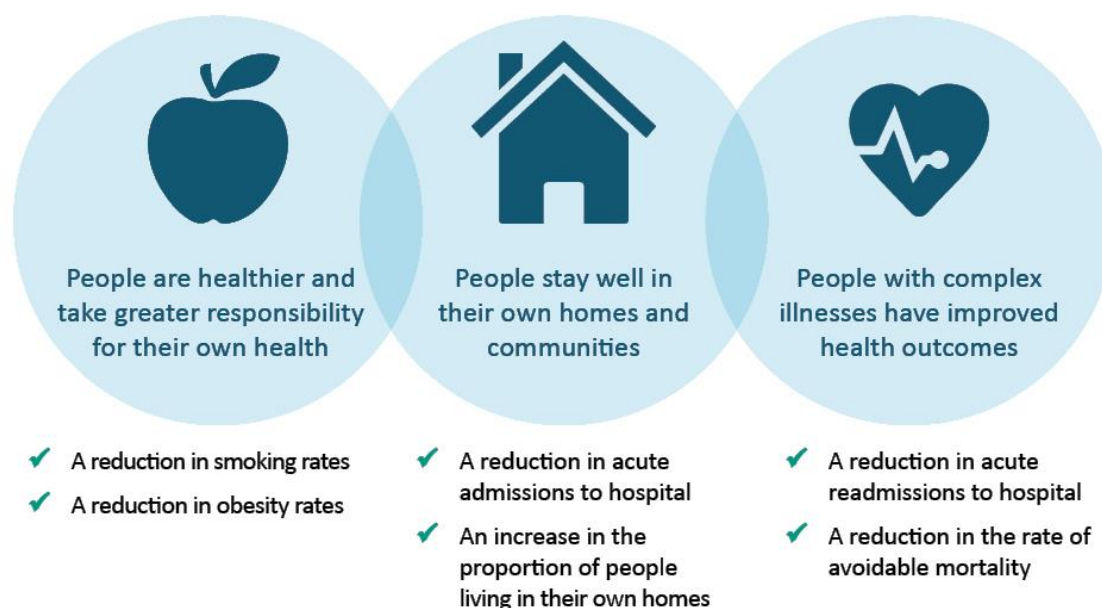 People are healthier and
take greater responsibility
for their own health
People stay well in
their own homes and
communities
People with complex
illnesses have improved
health outcomes
A reduction in smoking rates
A reduction in obesity rates
A reduction in acute
admissions to hospital
An increase in the
proportion of people
living in their own homes
A reduction in acute
readmissions to hospital
A reduction in the rate of
avoidable mortality